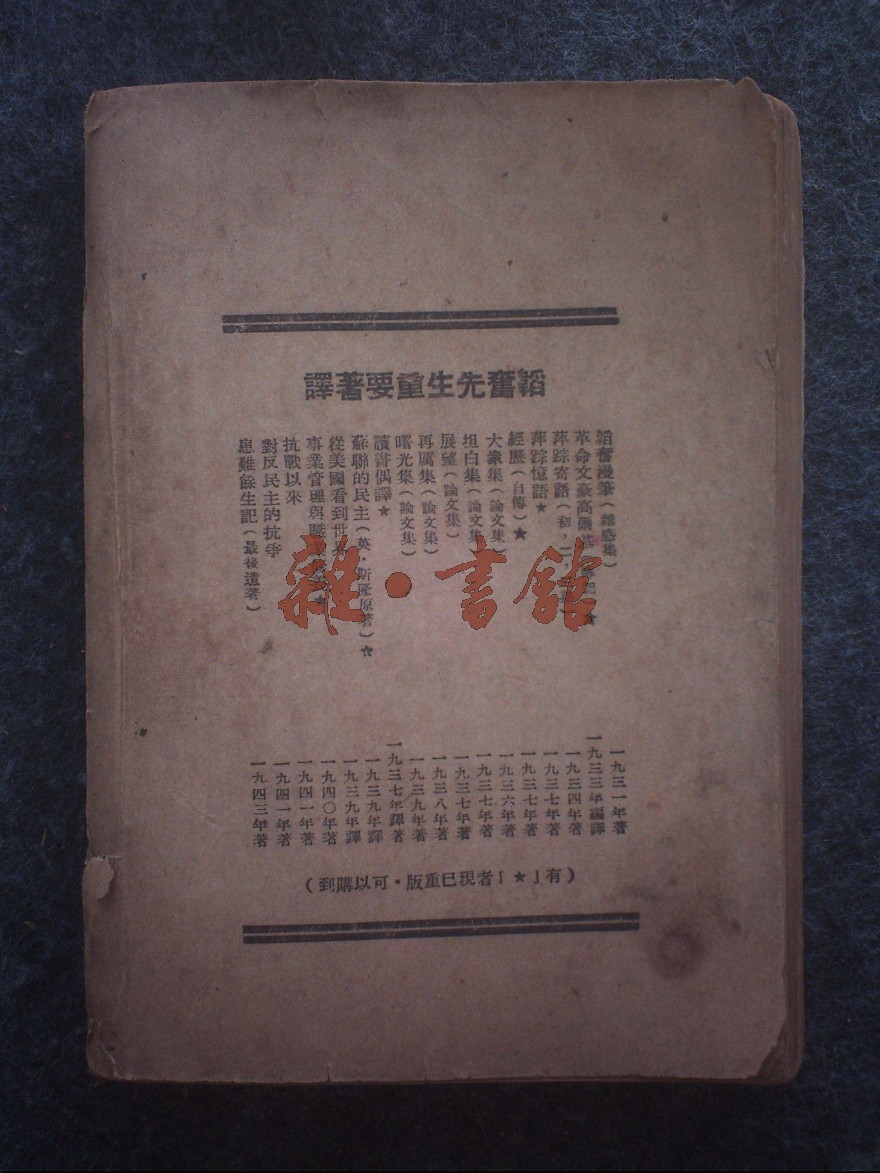 韜奮先生重要著譯
韜奮漫筆(雜感集) 一九三一年著
革命文豪高爾基 ★ 一九三三年編譯
萍踪寄語(初,二, 一九三四年著
萍踪憶語★ 一九三七年著
經歷(自傳)★ 一九三七年著
大衆集(論文集) 一九三六年著
坦白集(論文集) 一九三七年著
展望(論文集) 一九三七年著
再厲集(論文集) 一九三八年著
曙光集(論文集) 一九三九年著
讀書偶譯★ 一九三七年譯著
蘇聯的民主(英·斯隆原著)★ 一九三九年譯
從美國看到世界 一九三九年譯
事業管理與職業 ★ 一九四〇年著
抗戰以來 一九四一年著
對反民主的抗爭 一九四一年著
患難餘生記(最後遺著) 一九四三年著
(有「★」者現已重版·可以購到)
雜·書館